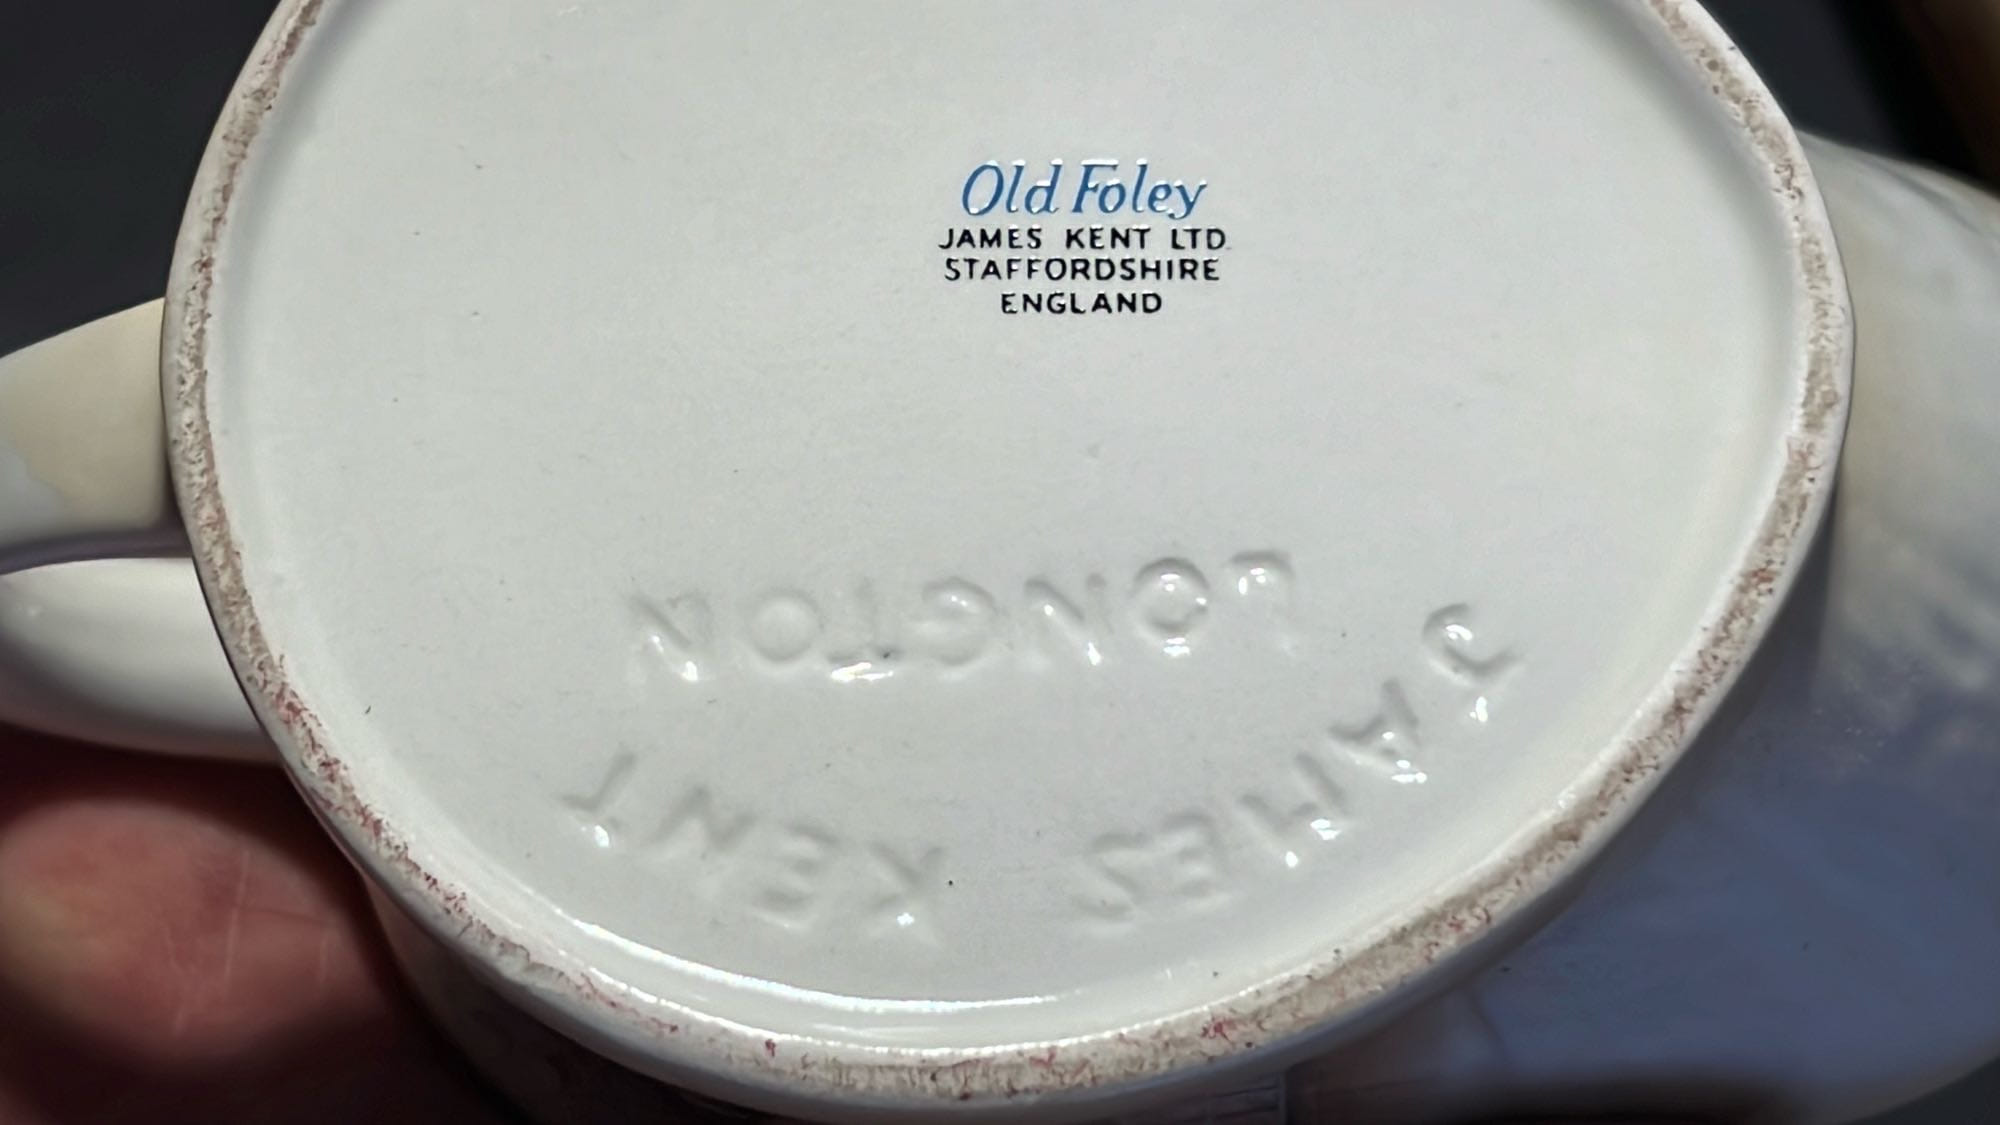 Old Foley
JAMES KENT LTD
STAFFORDSHIRE
ENGLAND
JAMES KENT
LONGTON